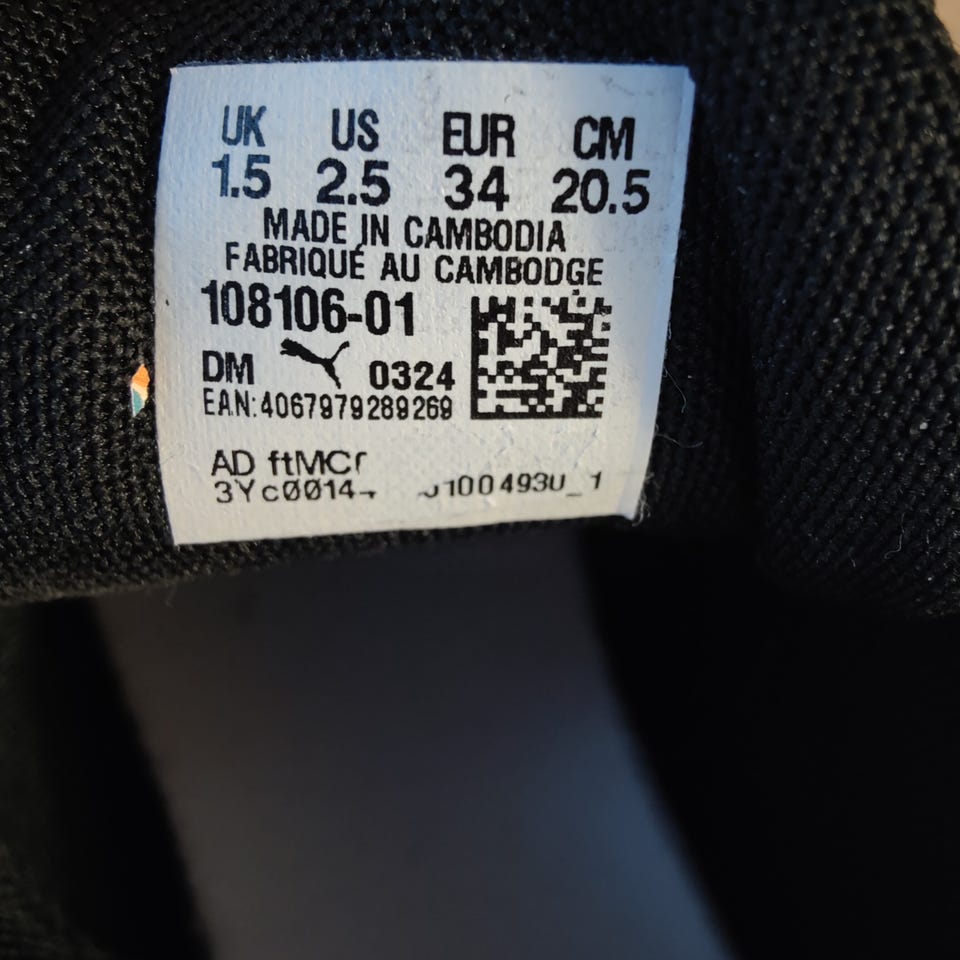 UK US EUR CM
1.5 2.5 34 20.5
MADE IN CAMBODIA
FABRIQUÉ AU CAMBODGE
108106-01
DM 0324
EAN:4067979289269
AD
100493U_1